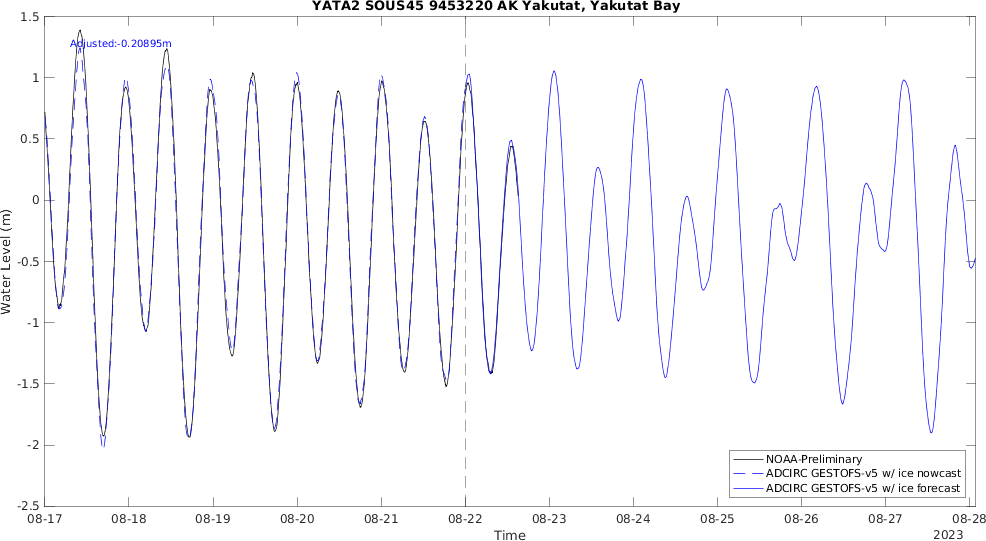 YATA2 SOUS45 9453220 AK Yakutat, Yakutat Bay
Adjusted:-0.20895m
1.5
1
0.5
0
-0.5
-1
-1.5
-2
-2.5
Water Level (m)
NOAA-Preliminary
ADCIRC GESTOFS-v5 w/ ice nowcast
ADCIRC GESTOFS-v5 w/ ice forecast
08-17 08-18 08-19 08-20 08-21 08-22 08-23 08-24 08-25 08-26 08-27 08-28
Time
2023